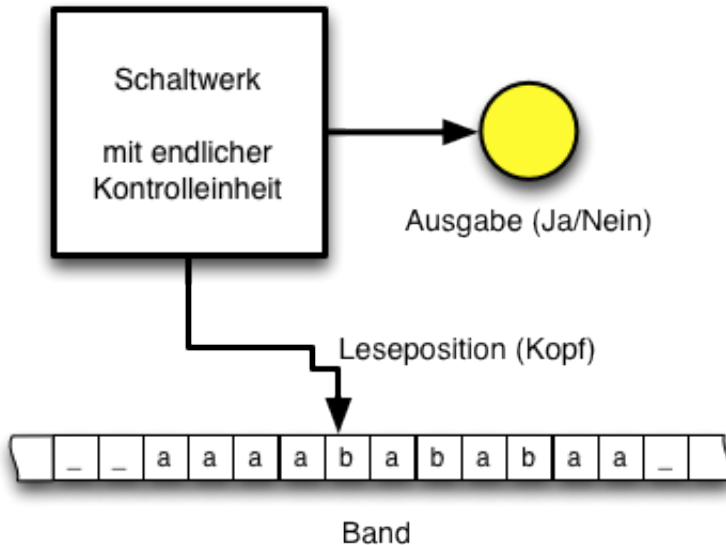 Schaltwerk
mit endlicher
Kontrolleinheit
Ausgabe (Ja/Nein)
Leseposition (Kopf)
_ _ a a a a b a b a b a a _
Band